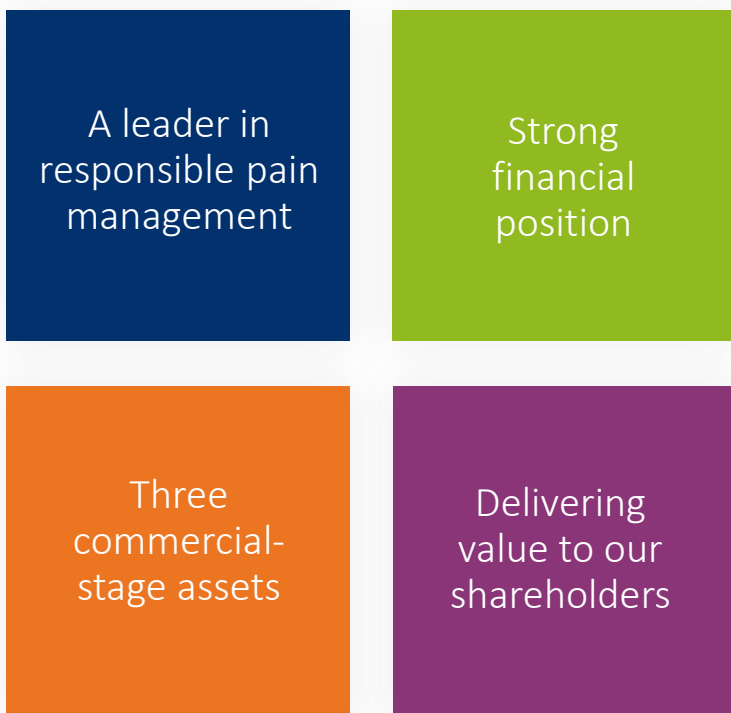 A leader in
responsible pain
management
Strong
financial
position
Three
commercial-
stage assets
Delivering
value to our
shareholders